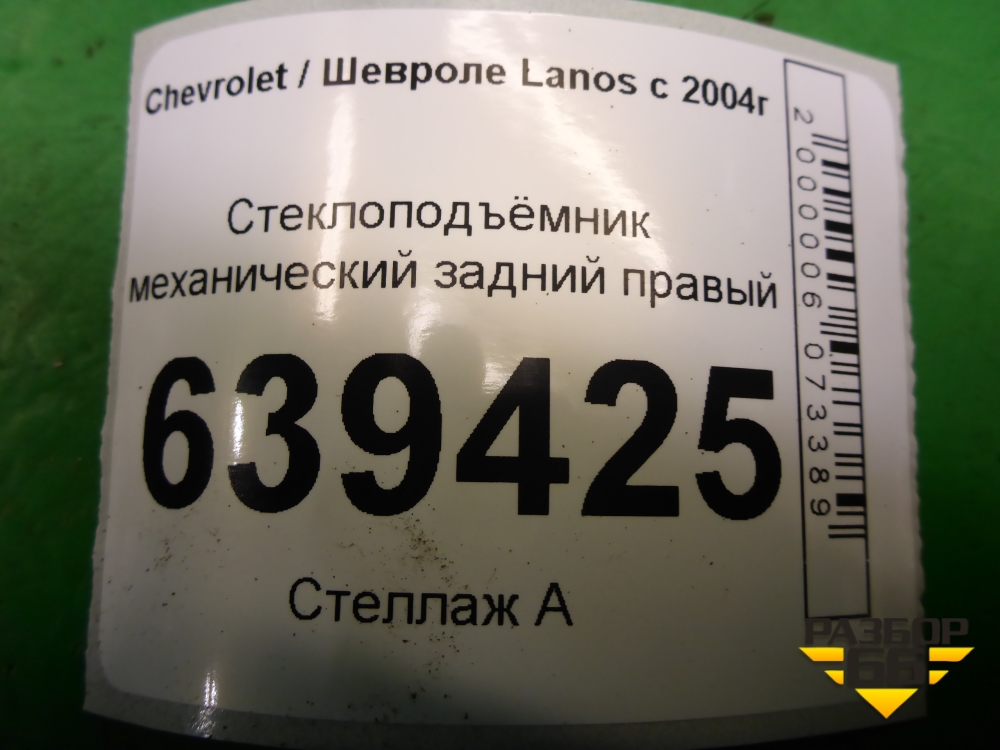 Chevrolet / Шевроле Lanos с 2004г
Стеклоподъёмник
механический задний правый
639425
Стеллаж А
2000006073389
РАЗБОР
66